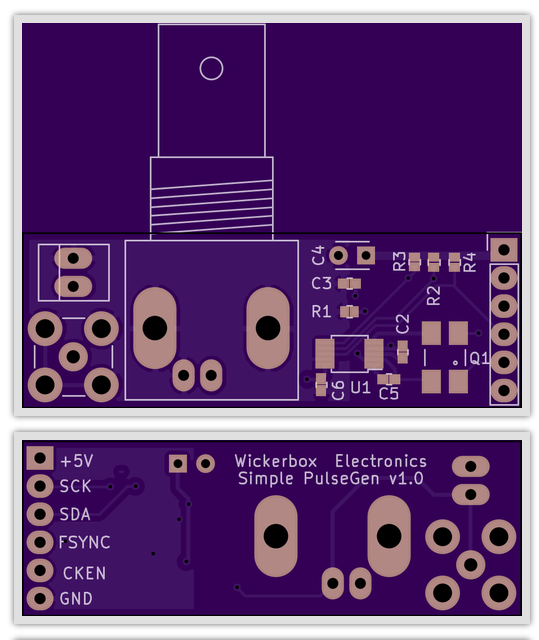 C4
C3
R3
R4
R2
R1
C2
Q1
U1
C6
C5
+5V
Wickerbox Electronics
SCK
Simple PulseGen v1.0
SDA
FSYNC
CKEN
GND